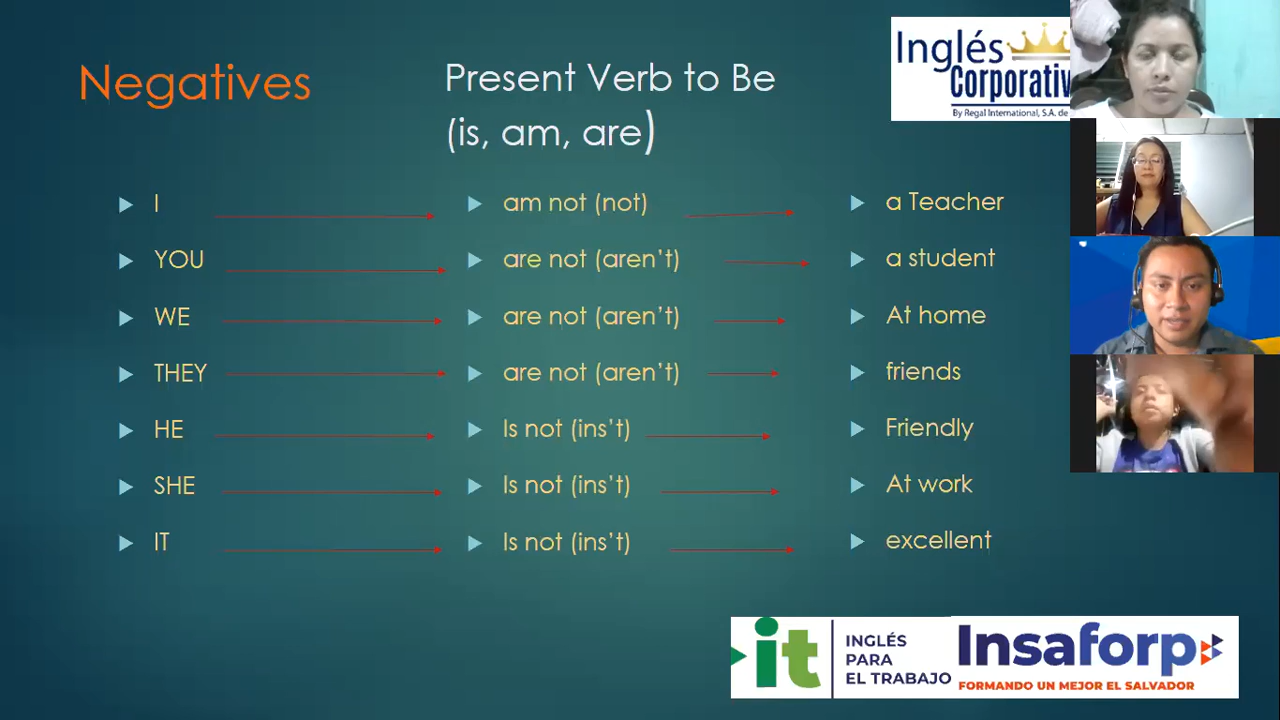 Negatives
Present Verb to Be
(is, am, are)
Inglés
Corporativ
By Regal International, S.A. de
I
am not (not)
a Teacher
YOU
are not (aren't)
a student
WE
are not (aren't)
At home
THEY
are not (aren't)
friends
HE
Is not (ins't)
Friendly
SHE
Is not (ins't)
At work
IT
Is not (ins't)
excellent
it
INGLÉS
PARA
EL TRABAJO
Insaforp
FORMANDO UN MEJOR EL SALVADOR